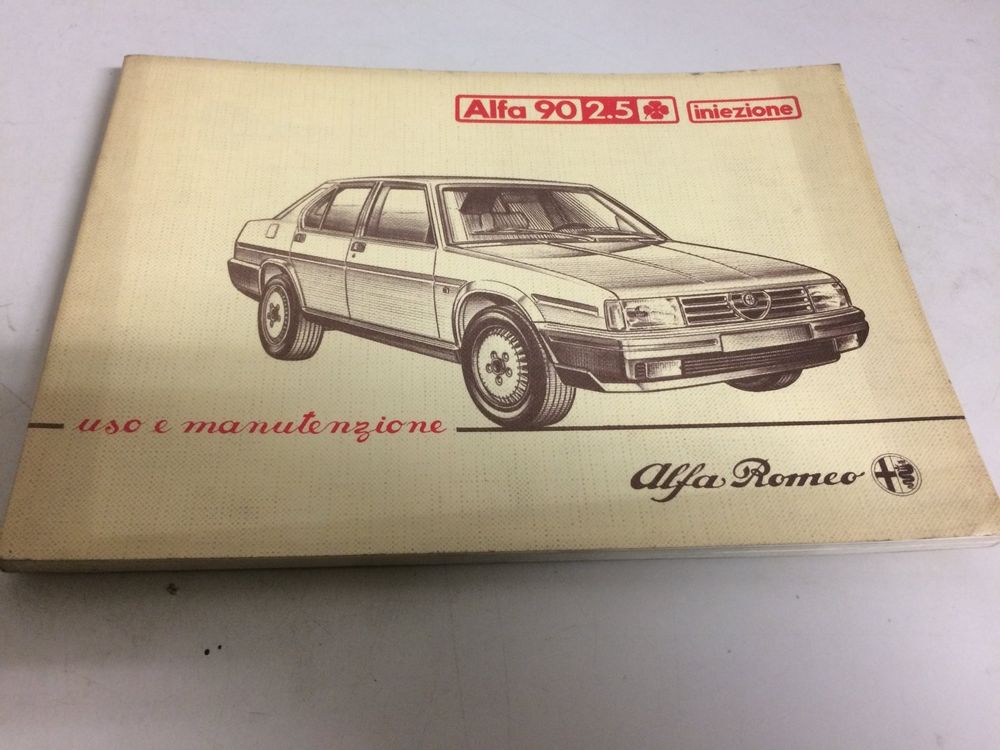 Alfa 90 2.5 iniezione
uso e manutenzione
Alfa Romeo